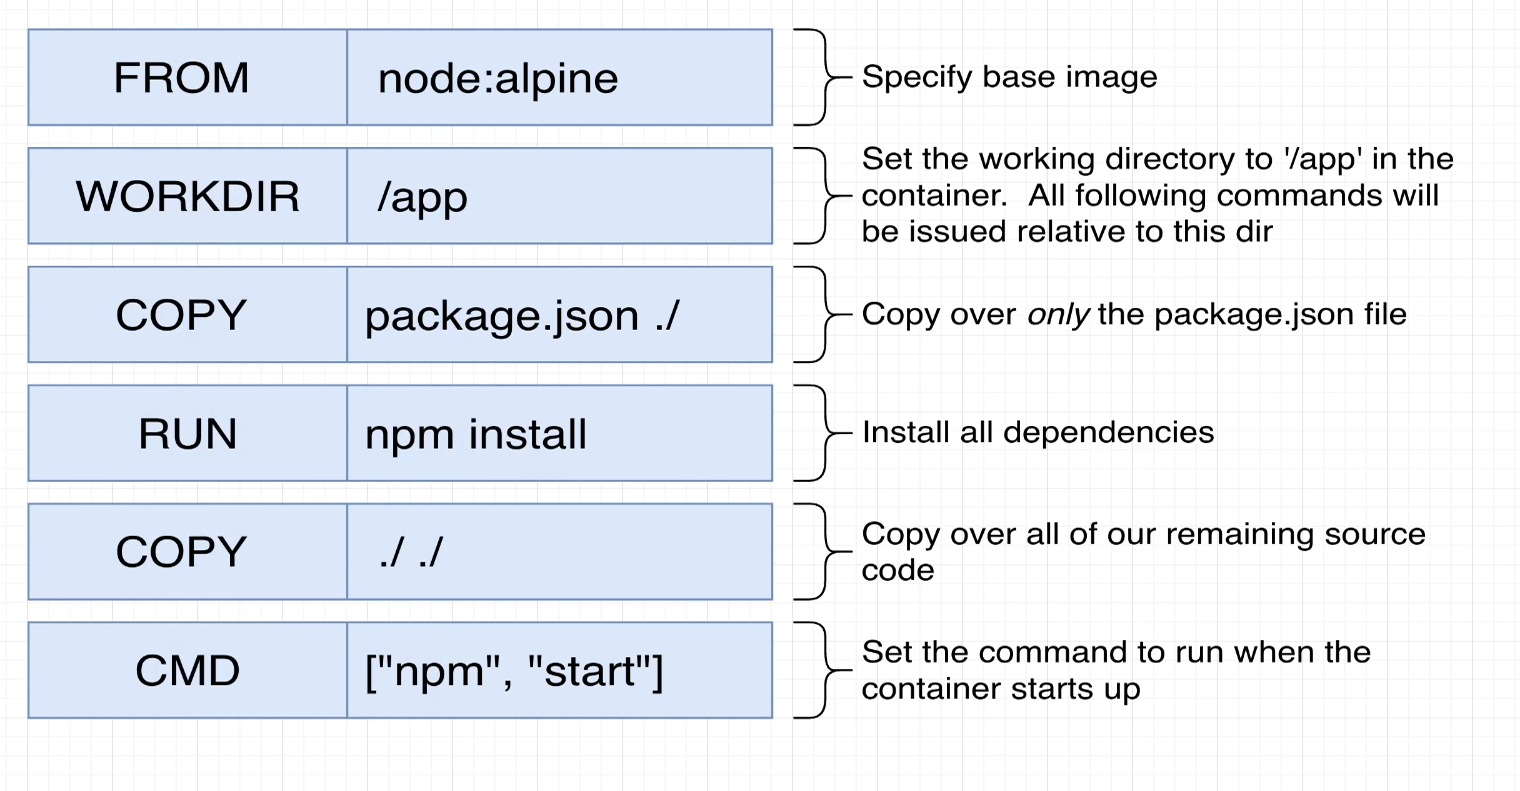 FROM node:alpine
Specify base image
WORKDIR /app
Set the working directory to '/app' in the
container.  All following commands will
be issued relative to this dir
COPY package.json ./
Copy over only the package.json file
RUN npm install
Install all dependencies
COPY ./ ./
Copy over all of our remaining source
code
CMD ["npm", "start"]
Set the command to run when the
container starts up